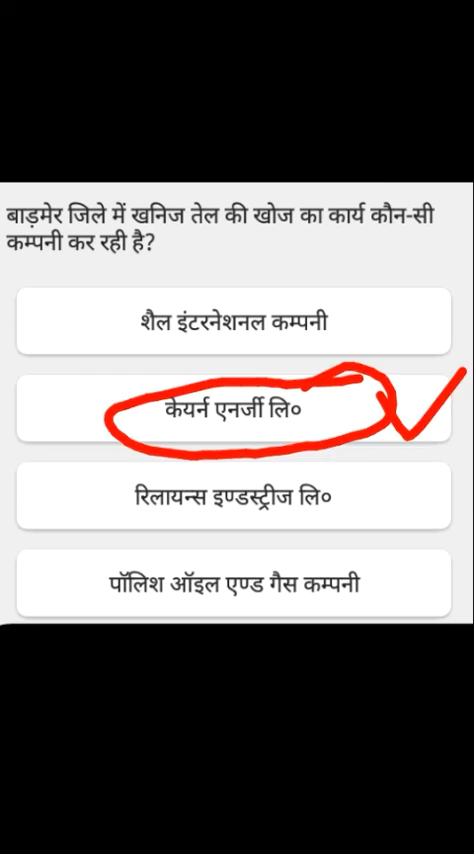 बाड़मेर जिले में खनिज तेल की खोज का कार्य कौन-सी
कम्पनी कर रही है?
शैल इंटरनेशनल कम्पनी
केयर्न एनर्जी लि०
रिलायन्स इण्डस्ट्रीज लि०
पॉलिश ऑइल एण्ड गैस कम्पनी